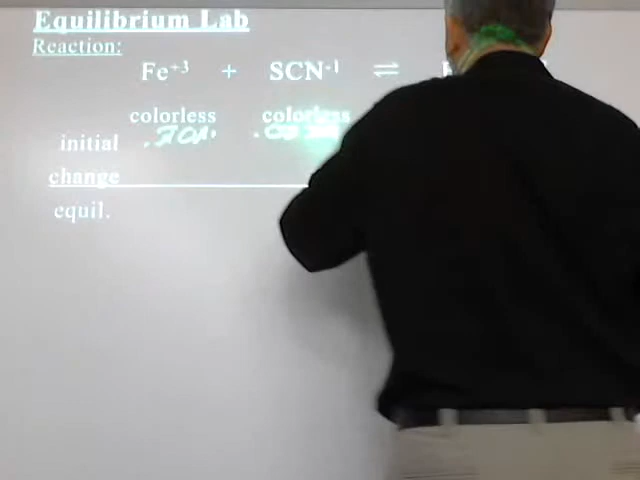 Equilibrium Lab
Reaction:
Fe+3 + SCN-1 ⇌
colorless colorless
initial
change
equil.